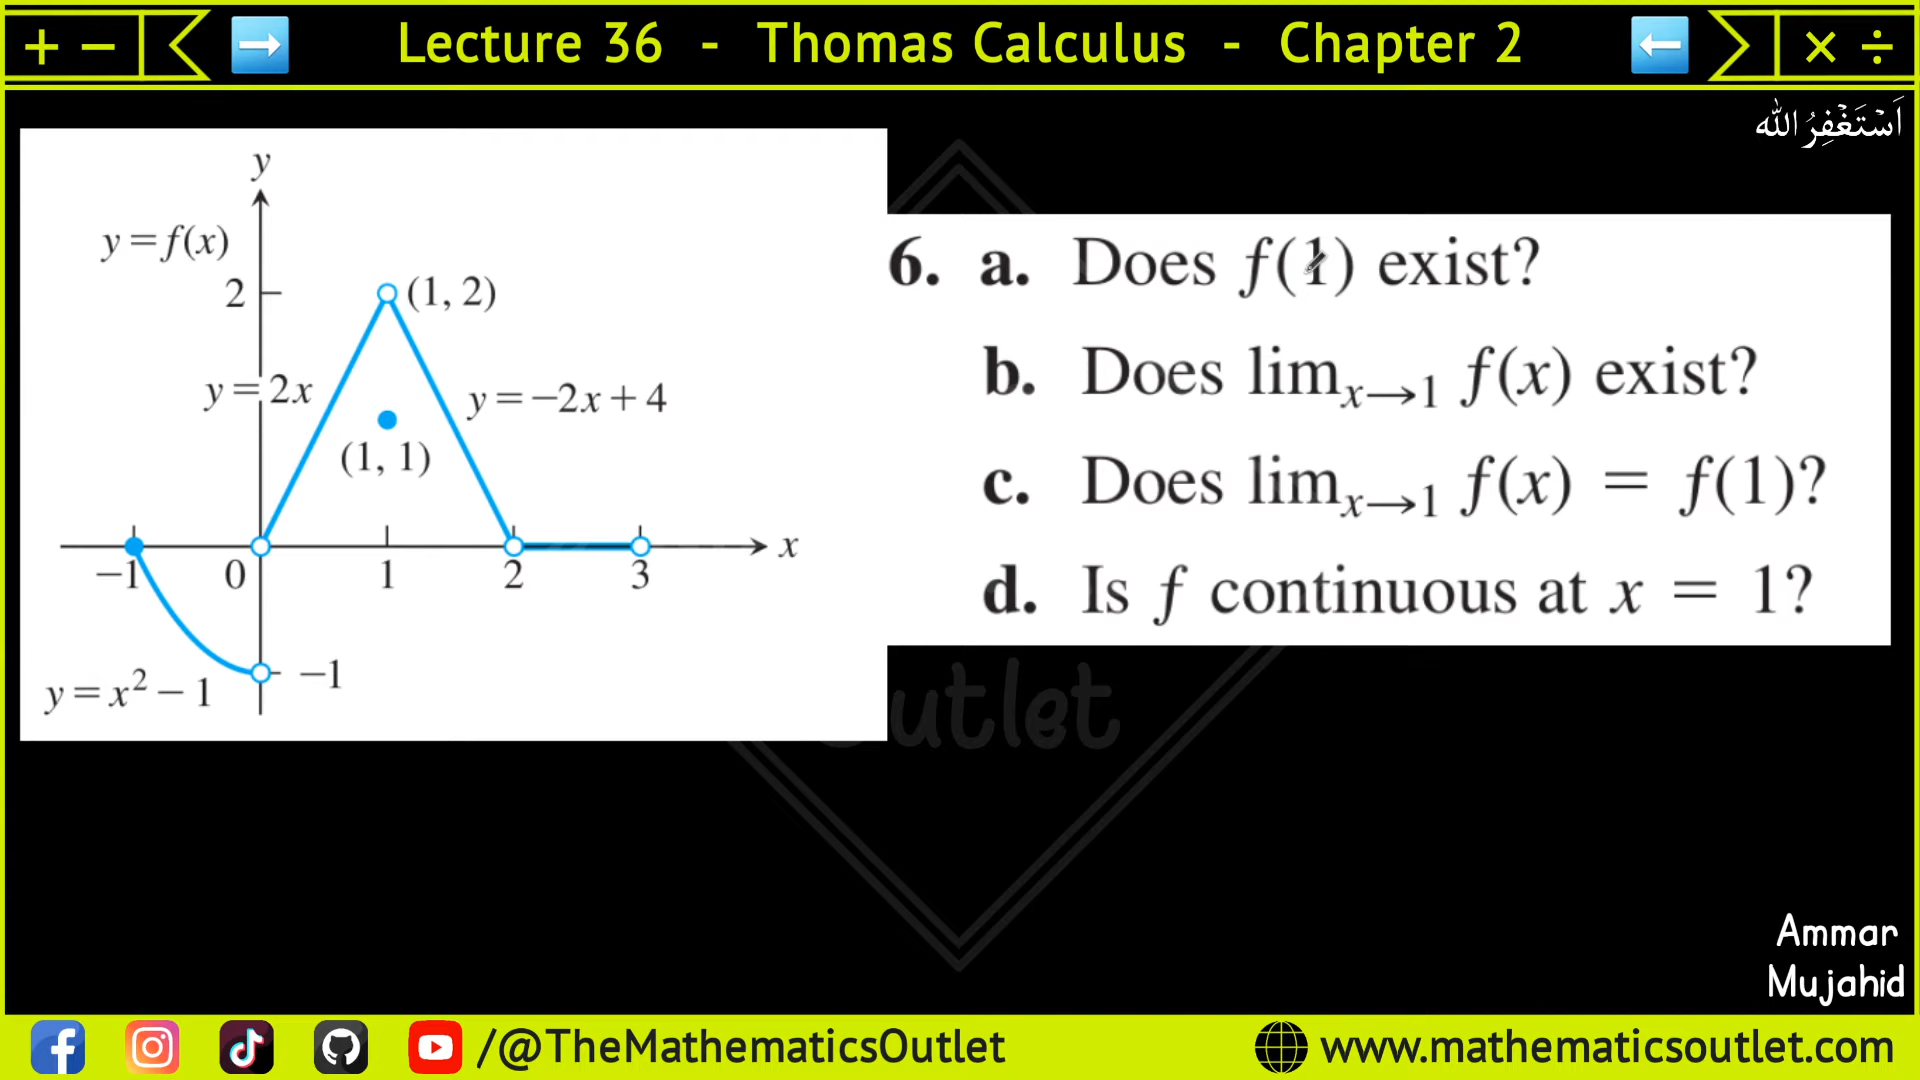 + − Lecture 36 - Thomas Calculus - Chapter 2 × ÷
اَسْتَغْفِرُ اللّٰه
y
y = f(x)
2
(1, 2)
y = 2x
y = −2x + 4
(1, 1)
x
−1 0 1 2 3
−1
y = x² − 1
6. a. Does f(1) exist?
b. Does lim_{x→1} f(x) exist?
c. Does lim_{x→1} f(x) = f(1)?
d. Is f continuous at x = 1?
utlet
Ammar
Mujahid
/@TheMathematicsOutlet
www.mathematicsoutlet.com